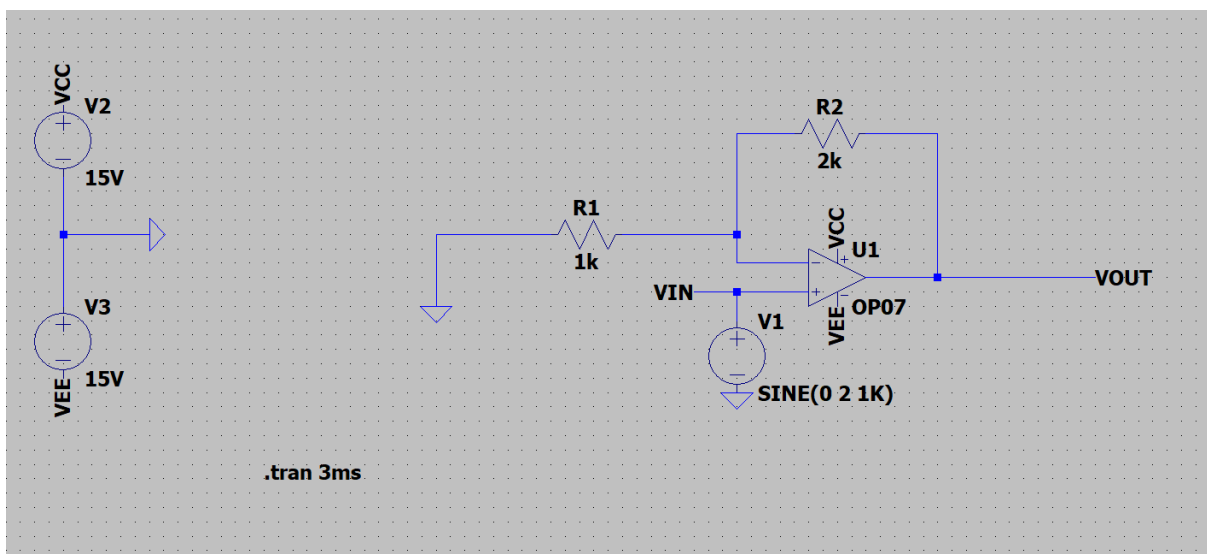 VCC
V2
15V
V3
15V
VEE
.tran 3ms
R2
2k
R1
1k
VCC
U1
VIN
VOUT
VEE
OP07
V1
SINE(0 2 1K)